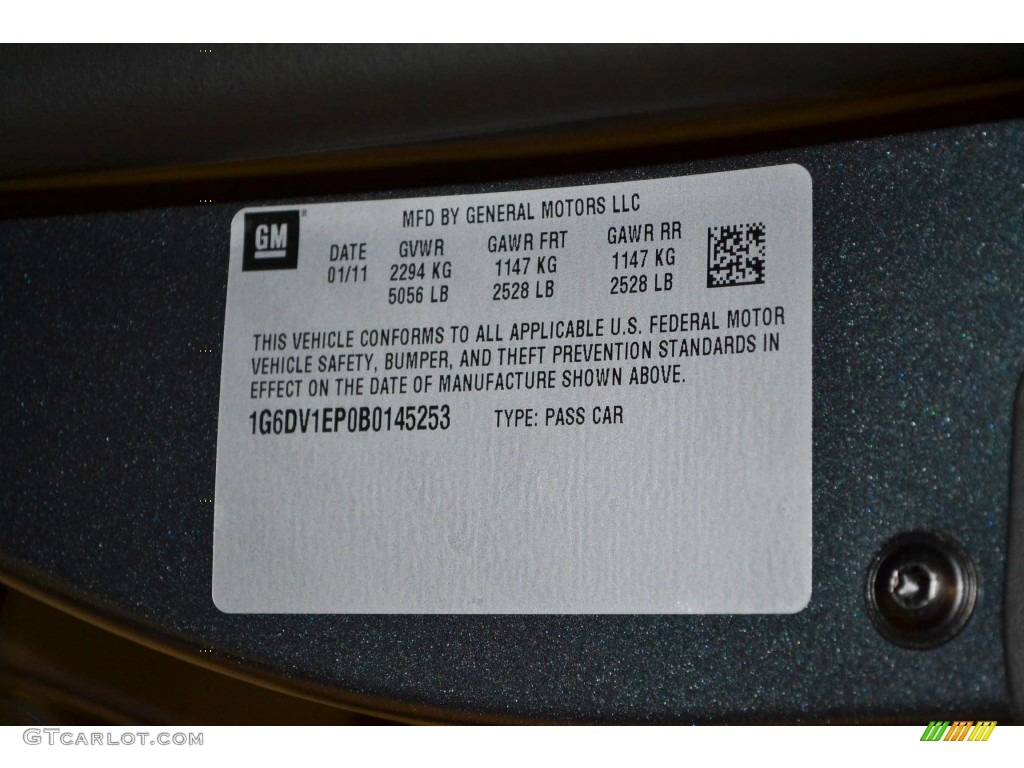 MFD BY GENERAL MOTORS LLC
GM
DATE GVWR GAWR FRT GAWR RR
01/11 2294 KG 1147 KG 1147 KG
5056 LB 2528 LB 2528 LB
THIS VEHICLE CONFORMS TO ALL APPLICABLE U.S. FEDERAL MOTOR
VEHICLE SAFETY, BUMPER, AND THEFT PREVENTION STANDARDS IN
EFFECT ON THE DATE OF MANUFACTURE SHOWN ABOVE.
1G6DV1EP0B0145253 TYPE: PASS CAR
GTCARLOT.COM